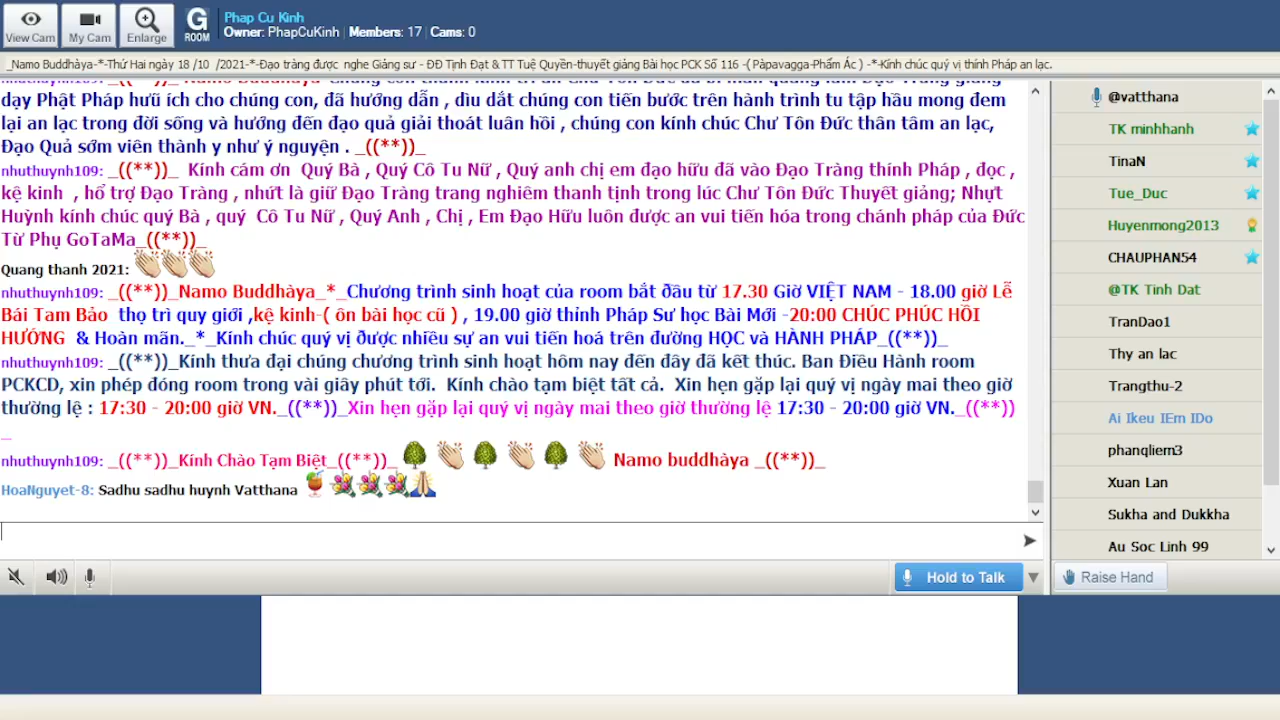 View Cam
My Cam
Enlarge
G
ROOM
Phap Cu Kinh
Owner: PhapCuKinh | Members: 17 | Cams: 0
_Namo Buddhàya-*-Thứ Hai ngày 18 /10 /2021-*-Đạo tràng được nghe Giảng sư - ĐĐ Tịnh Đạt & TT Tuệ Quyền-thuyết giảng Bài học PCK Số 116 -( Pàpavagga-Phẩm Ác ) -*-Kính chúc quý vị thính Pháp an lạc.
dạy Phật Pháp hưũ ích cho chúng con, đã hướng dẫn , dìu dắt chúng con tiến bước trên hành trình tu tập hầu mong đem
lại an lạc trong đời sống và hướng đến đạo quả giải thoát luân hồi , chúng con kính chúc Chư Tôn Đức thân tâm an lạc,
Đạo Quả sớm viên thành y như ý nguyện . _((**))_
nhuthuynh109: _((**))_ Kính cám ơn Quý Bà , Quý Cô Tu Nữ , Quý anh chị em đạo hữu đã vào Đạo Tràng thính Pháp , đọc ,
kệ kinh , hổ trợ Đạo Tràng , nhứt là giữ Đạo Tràng trang nghiêm thanh tịnh trong lúc Chư Tôn Đức Thuyết giảng; Nhựt
Huỳnh kính chúc quý Bà , quý Cô Tu Nữ , Quý Anh , Chị , Em Đạo Hữu luôn được an vui tiến hóa trong chánh pháp của Đức
Từ Phụ GoTaMa_((**))_
Quang thanh 2021:
nhuthuynh109: _((**))_Namo Buddhàya_*_Chương trình sinh hoạt của room bắt đầu từ 17.30 Giờ VIỆT NAM - 18.00 giờ Lễ
Bái Tam Bảo thọ trì quy giới ,kệ kinh-( ôn bài học cũ ) , 19.00 giờ thỉnh Pháp Sư học Bài Mới -20:00 CHÚC PHÚC HỒI
HƯỚNG & Hoàn mãn._*_Kính chúc quý vị được nhiều sự an vui tiến hoá trên đường HỌC và HÀNH PHÁP_((**))_
nhuthuynh109: _((**))_Kính thưa đại chúng chương trình sinh hoạt hôm nay đến đây đã kết thúc. Ban Điều Hành room
PCKCD, xin phép đóng room trong vài giây phút tới. Kính chào tạm biệt tất cả. Xin hẹn gặp lại quý vị ngày mai theo giờ
thường lệ : 17:30 - 20:00 giờ VN._((**))_Xin hẹn gặp lại quý vị ngày mai theo giờ thường lệ 17:30 - 20:00 giờ VN._((**))
_
nhuthuynh109: _((**))_Kính Chào Tạm Biệt_((**))_ Namo buddhàya _((**))_
HoaNguyet-8: Sadhu sadhu huynh Vatthana
@vatthana
TK minhhanh
TinaN
Tue_Duc
Huyenmong2013
CHAUPHAN54
@TK Tinh Dat
TranDao1
Thy an lac
Trangthu-2
Ai Ikeu IEm IDo
phanqliem3
Xuan Lan
Sukha and Dukkha
Au Soc Linh 99
Hold to Talk
Raise Hand